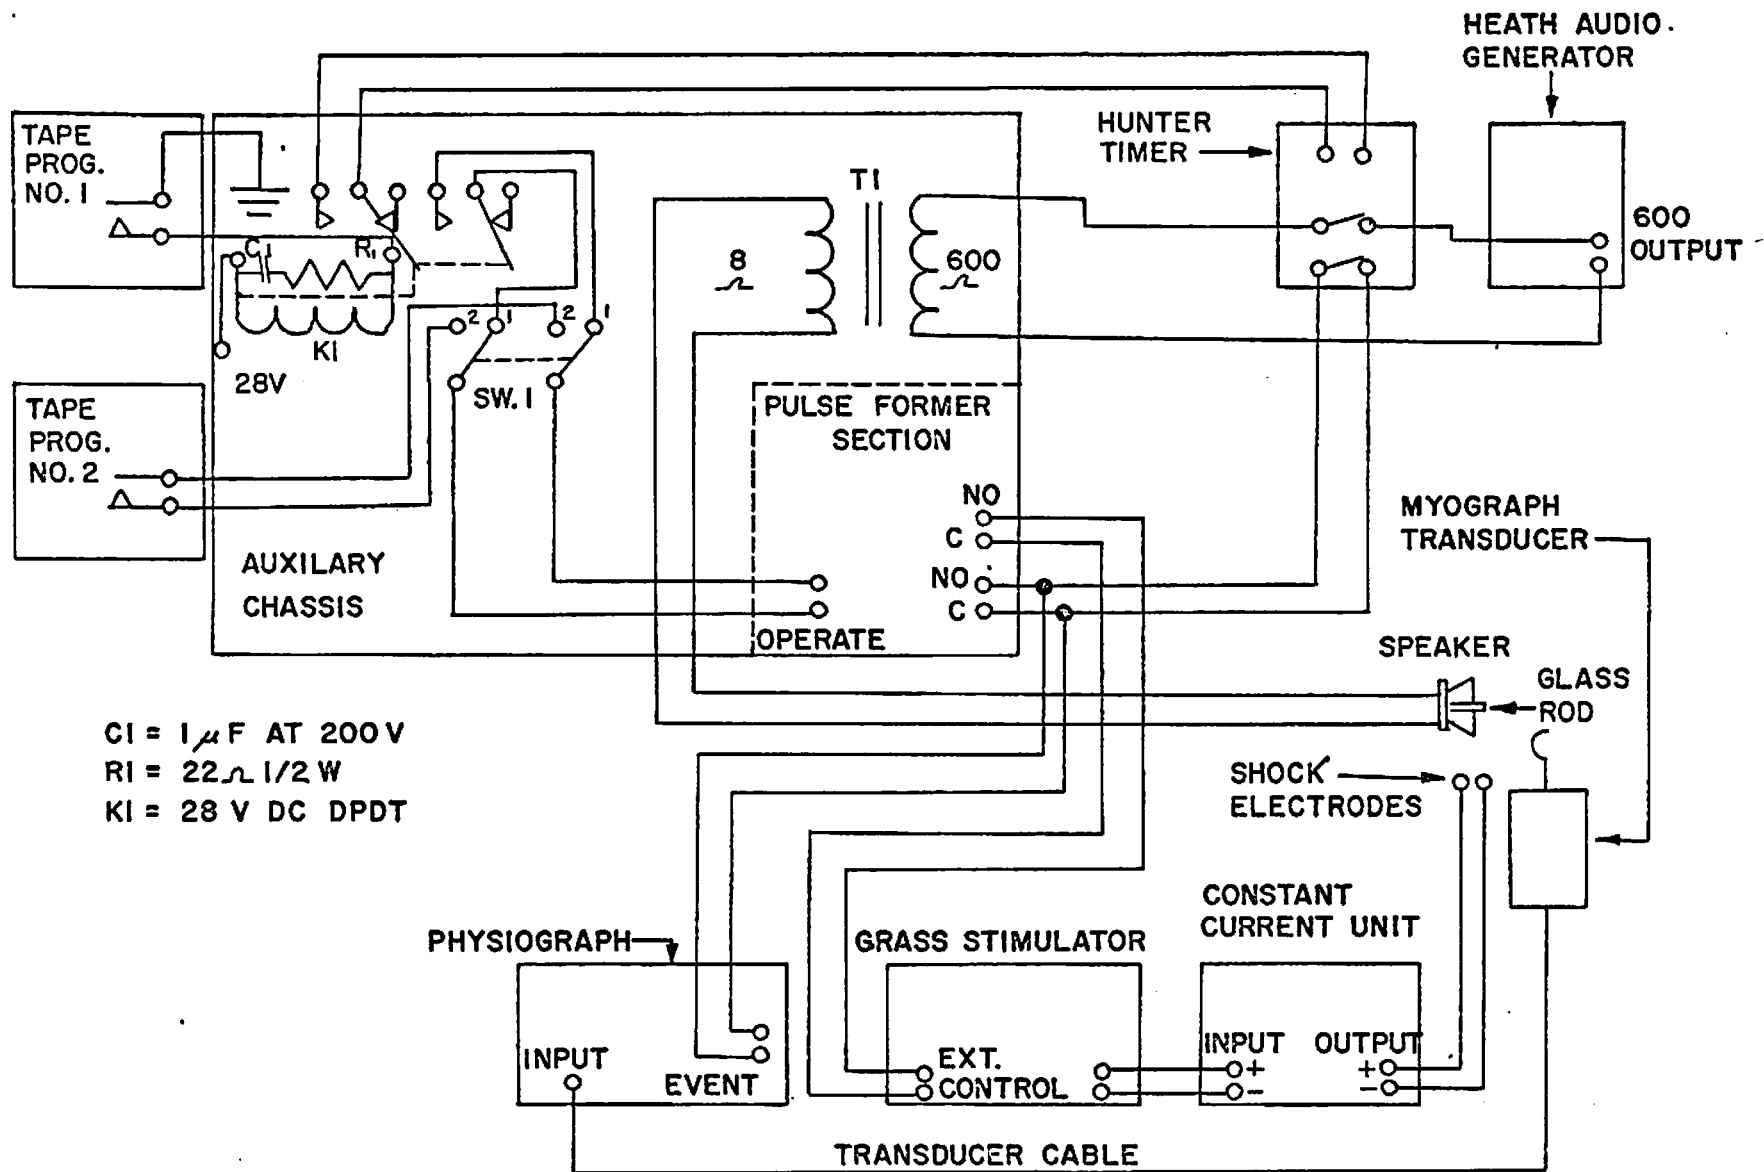 HEATH AUDIO.
GENERATOR
HUNTER
TIMER
TAPE
PROG.
NO. 1
T1
C1
R1
8 Ω
600 Ω
600
OUTPUT
2
1
2
1
K1
28V
SW. 1
TAPE
PROG.
NO. 2
PULSE FORMER
SECTION
NO
C
NO
C
MYOGRAPH
TRANSDUCER
AUXILARY
CHASSIS
OPERATE
SPEAKER
GLASS
ROD
C1 = 1 µF AT 200 V
R1 = 22 Ω 1/2 W
K1 = 28 V DC DPDT
SHOCK
ELECTRODES
CONSTANT
CURRENT UNIT
PHYSIOGRAPH
GRASS STIMULATOR
INPUT
EVENT
EXT.
CONTROL
INPUT
+
-
OUTPUT
+
-
TRANSDUCER CABLE